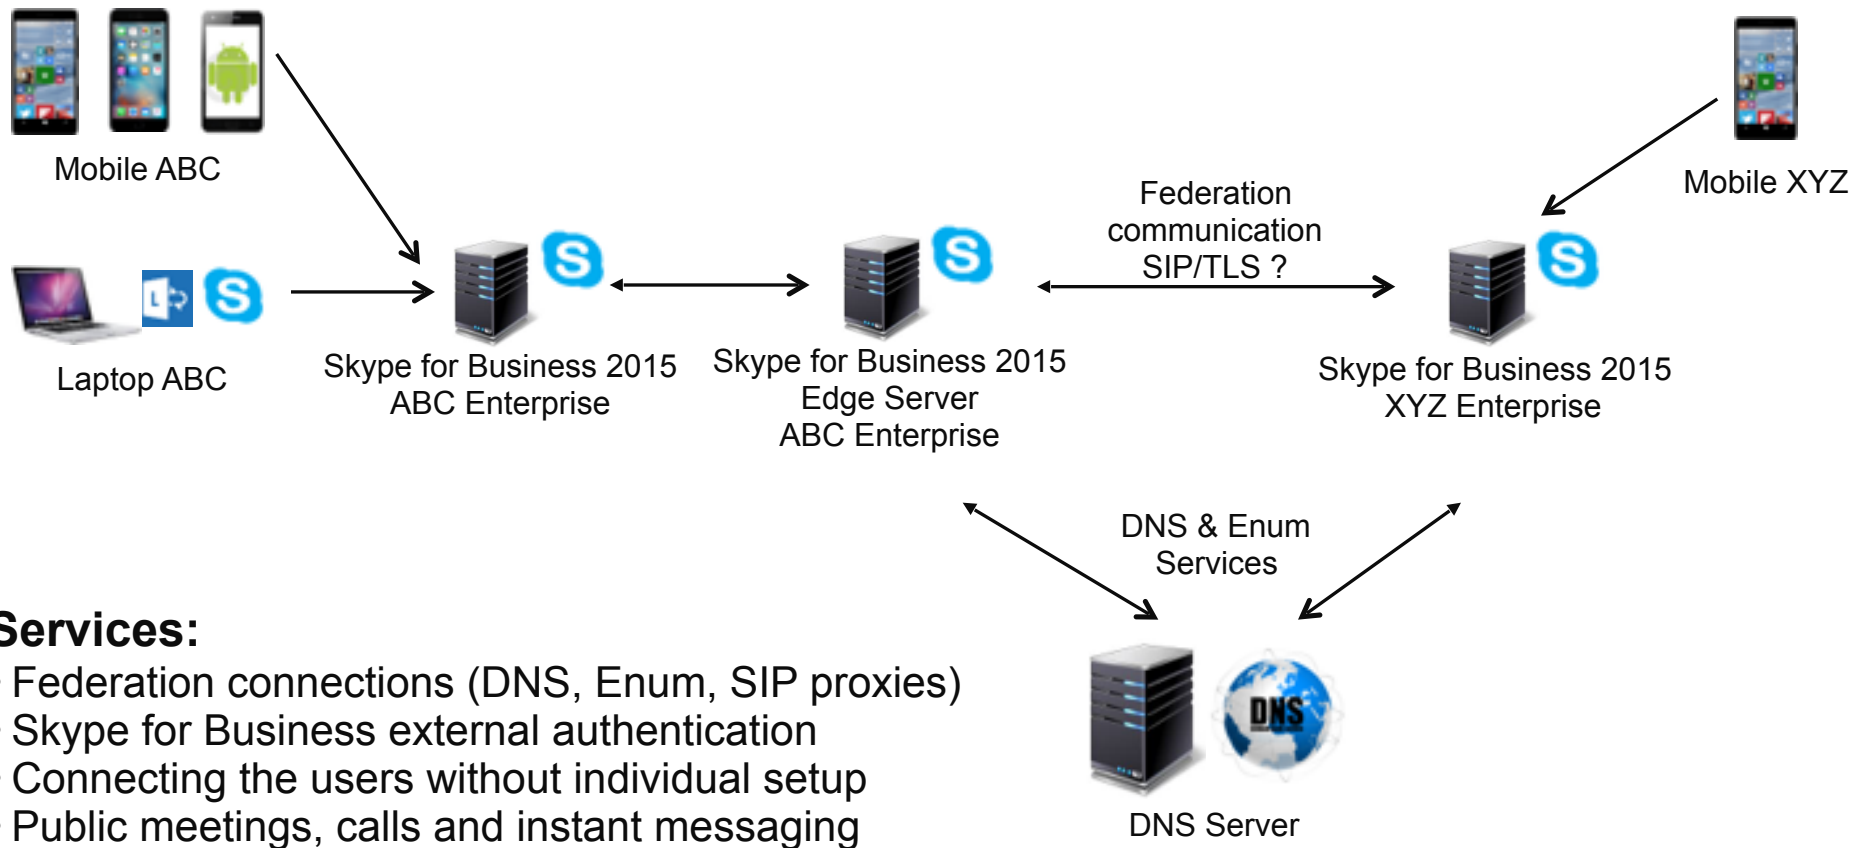 Mobile ABC
Mobile XYZ
Federation
communication
SIP/TLS ?
L
S
S
S
S
Laptop ABC
Skype for Business 2015
ABC Enterprise
Skype for Business 2015
Edge Server
ABC Enterprise
Skype for Business 2015
XYZ Enterprise
DNS & Enum
Services
Services:
Federation connections (DNS, Enum, SIP proxies)
Skype for Business external authentication
Connecting the users without individual setup
Public meetings, calls and instant messaging
DNS
DNS Server